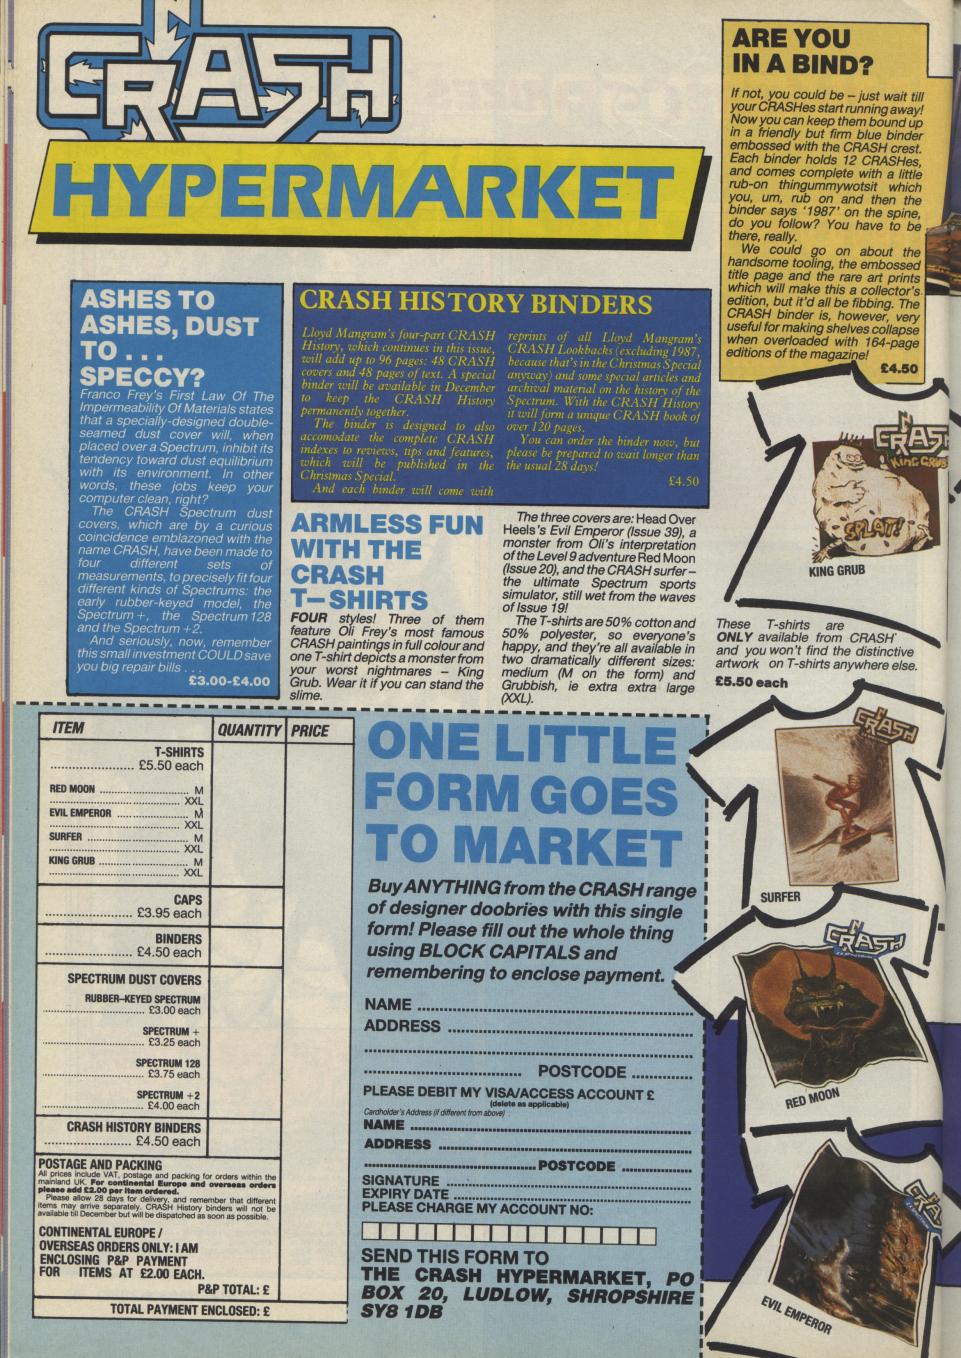 CRASH
HYPERMARKET
ARE YOU
IN A BIND?
If not, you could be – just wait till
your CRASHes start running away!
Now you can keep them bound up
in a friendly but firm blue binder
embossed with the CRASH crest.
Each binder holds 12 CRASHes,
and comes complete with a little
rub-on thingummywotsit which
you, um, rub on and then the
binder says '1987' on the spine,
do you follow? You have to be
there, really.
We could go on about the
handsome tooling, the embossed
title page and the rare art prints
which will make this a collector's
edition, but it'd all be fibbing. The
CRASH binder is, however, very
useful for making shelves collapse
when overloaded with 164-page
editions of the magazine!
£4.50
ASHES TO
ASHES, DUST
TO . . .
SPECCY?
Franco Frey's First Law Of The
Impermeability Of Materials states
that a specially-designed double-
seamed dust cover will, when
placed over a Spectrum, inhibit its
tendency toward dust equilibrium
with its environment. In other
words, these jobs keep your
computer clean, right?
The CRASH Spectrum dust
covers, which are by a curious
coincidence emblazoned with the
name CRASH, have been made to
four different sets of
measurements, to precisely fit four
different kinds of Spectrums: the
early rubber-keyed model, the
Spectrum +, the Spectrum 128
and the Spectrum +2.
And seriously, now, remember
this small investment COULD save
you big repair bills . . .
£3.00-£4.00
CRASH HISTORY BINDERS
Lloyd Mangram's four-part CRASH
History, which continues in this issue,
will add up to 96 pages: 48 CRASH
covers and 48 pages of text. A special
binder will be available in December
to keep the CRASH History
permanently together.
The binder is designed to also
accomodate the complete CRASH
indexes to reviews, tips and features,
which will be published in the
Christmas Special.
And each binder will come with
reprints of all Lloyd Mangram's
CRASH Lookbacks (excluding 1987,
because that's in the Christmas Special
anyway) and some special articles and
archival material on the history of the
Spectrum. With the CRASH History
it will form a unique CRASH book of
over 120 pages.
You can order the binder now, but
please be prepared to wait longer than
the usual 28 days!
£4.50
ARMLESS FUN
WITH THE
CRASH
T–SHIRTS
FOUR styles! Three of them
feature Oli Frey's most famous
CRASH paintings in full colour and
one T-shirt depicts a monster from
your worst nightmares – King
Grub. Wear it if you can stand the
slime.
The three covers are: Head Over
Heels's Evil Emperor (Issue 39), a
monster from Oli's interpretation
of the Level 9 adventure Red Moon
(Issue 20), and the CRASH surfer –
the ultimate Spectrum sports
simulator, still wet from the waves
of Issue 19!
The T-shirts are 50% cotton and
50% polyester, so everyone's
happy, and they're all available in
two dramatically different sizes:
medium (M on the form) and
Grubbish, ie extra extra large
(XXL).
CRASH
KING GRUB
SPLAT!
KING GRUB
These T-shirts are
ONLY available from CRASH
and you won't find the distinctive
artwork on T-shirts anywhere else.
£5.50 each
CRASH
SURFER
CRASH
RED MOON
CRA
EVIL EMPEROR
ITEM QUANTITY PRICE
T-SHIRTS
..................... £5.50 each
RED MOON ........................ M
.................................. XXL
EVIL EMPEROR ................... M
.................................. XXL
SURFER ............................ M
.................................. XXL
KING GRUB ........................ M
.................................. XXL
CAPS
...................... £3.95 each
BINDERS
...................... £4.50 each
SPECTRUM DUST COVERS
RUBBER–KEYED SPECTRUM
.......................... £3.00 each
SPECTRUM +
.......................... £3.25 each
SPECTRUM 128
.......................... £3.75 each
SPECTRUM +2
.......................... £4.00 each
CRASH HISTORY BINDERS
...................... £4.50 each
POSTAGE AND PACKING
All prices include VAT, postage and packing for orders within the
mainland UK. For continental Europe and overseas orders
please add £2.00 per item ordered.
Please allow 28 days for delivery, and remember that different
items may arrive separately. CRASH History binders will not be
available till December but will be dispatched as soon as possible.
CONTINENTAL EUROPE /
OVERSEAS ORDERS ONLY: I AM
ENCLOSING P&P PAYMENT
FOR ITEMS AT £2.00 EACH.
P&P TOTAL: £
TOTAL PAYMENT ENCLOSED: £
ONE LITTLE
FORM GOES
TO MARKET
Buy ANYTHING from the CRASH range
of designer doobries with this single
form! Please fill out the whole thing
using BLOCK CAPITALS and
remembering to enclose payment.
NAME ......................................................
ADDRESS ................................................
...............................................................
............................... POSTCODE ...............
PLEASE DEBIT MY VISA/ACCESS ACCOUNT £
(delete as applicable)
Cardholder's Address (if different from above)
NAME ......................................................
ADDRESS ................................................
............................... POSTCODE ...............
SIGNATURE ..............................................
EXPIRY DATE ............................................
PLEASE CHARGE MY ACCOUNT NO:
SEND THIS FORM TO
THE CRASH HYPERMARKET, PO
BOX 20, LUDLOW, SHROPSHIRE
SY8 1DB